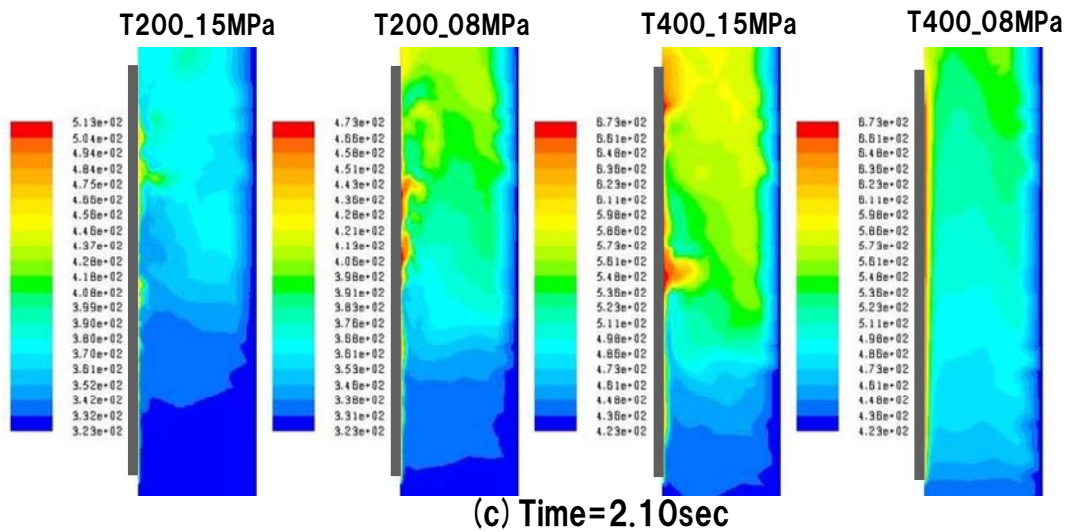 T200_15MPa
T200_08MPa
T400_15MPa
T400_08MPa
5.13e+02
5.04e+02
4.94e+02
4.84e+02
4.75e+02
4.66e+02
4.56e+02
4.46e+02
4.37e+02
4.28e+02
4.18e+02
4.08e+02
3.99e+02
3.90e+02
3.80e+02
3.70e+02
3.61e+02
3.52e+02
3.42e+02
3.32e+02
3.23e+02
4.73e+02
4.66e+02
4.58e+02
4.51e+02
4.43e+02
4.36e+02
4.28e+02
4.21e+02
4.13e+02
4.06e+02
3.98e+02
3.91e+02
3.83e+02
3.76e+02
3.68e+02
3.61e+02
3.53e+02
3.46e+02
3.38e+02
3.31e+02
3.23e+02
6.73e+02
6.61e+02
6.48e+02
6.36e+02
6.23e+02
6.11e+02
5.98e+02
5.86e+02
5.73e+02
5.61e+02
5.48e+02
5.36e+02
5.23e+02
5.11e+02
4.98e+02
4.86e+02
4.73e+02
4.61e+02
4.48e+02
4.36e+02
4.23e+02
6.73e+02
6.61e+02
6.48e+02
6.36e+02
6.23e+02
6.11e+02
5.98e+02
5.86e+02
5.73e+02
5.61e+02
5.48e+02
5.36e+02
5.23e+02
5.11e+02
4.98e+02
4.86e+02
4.73e+02
4.61e+02
4.48e+02
4.36e+02
4.23e+02
(c) Time=2.10sec